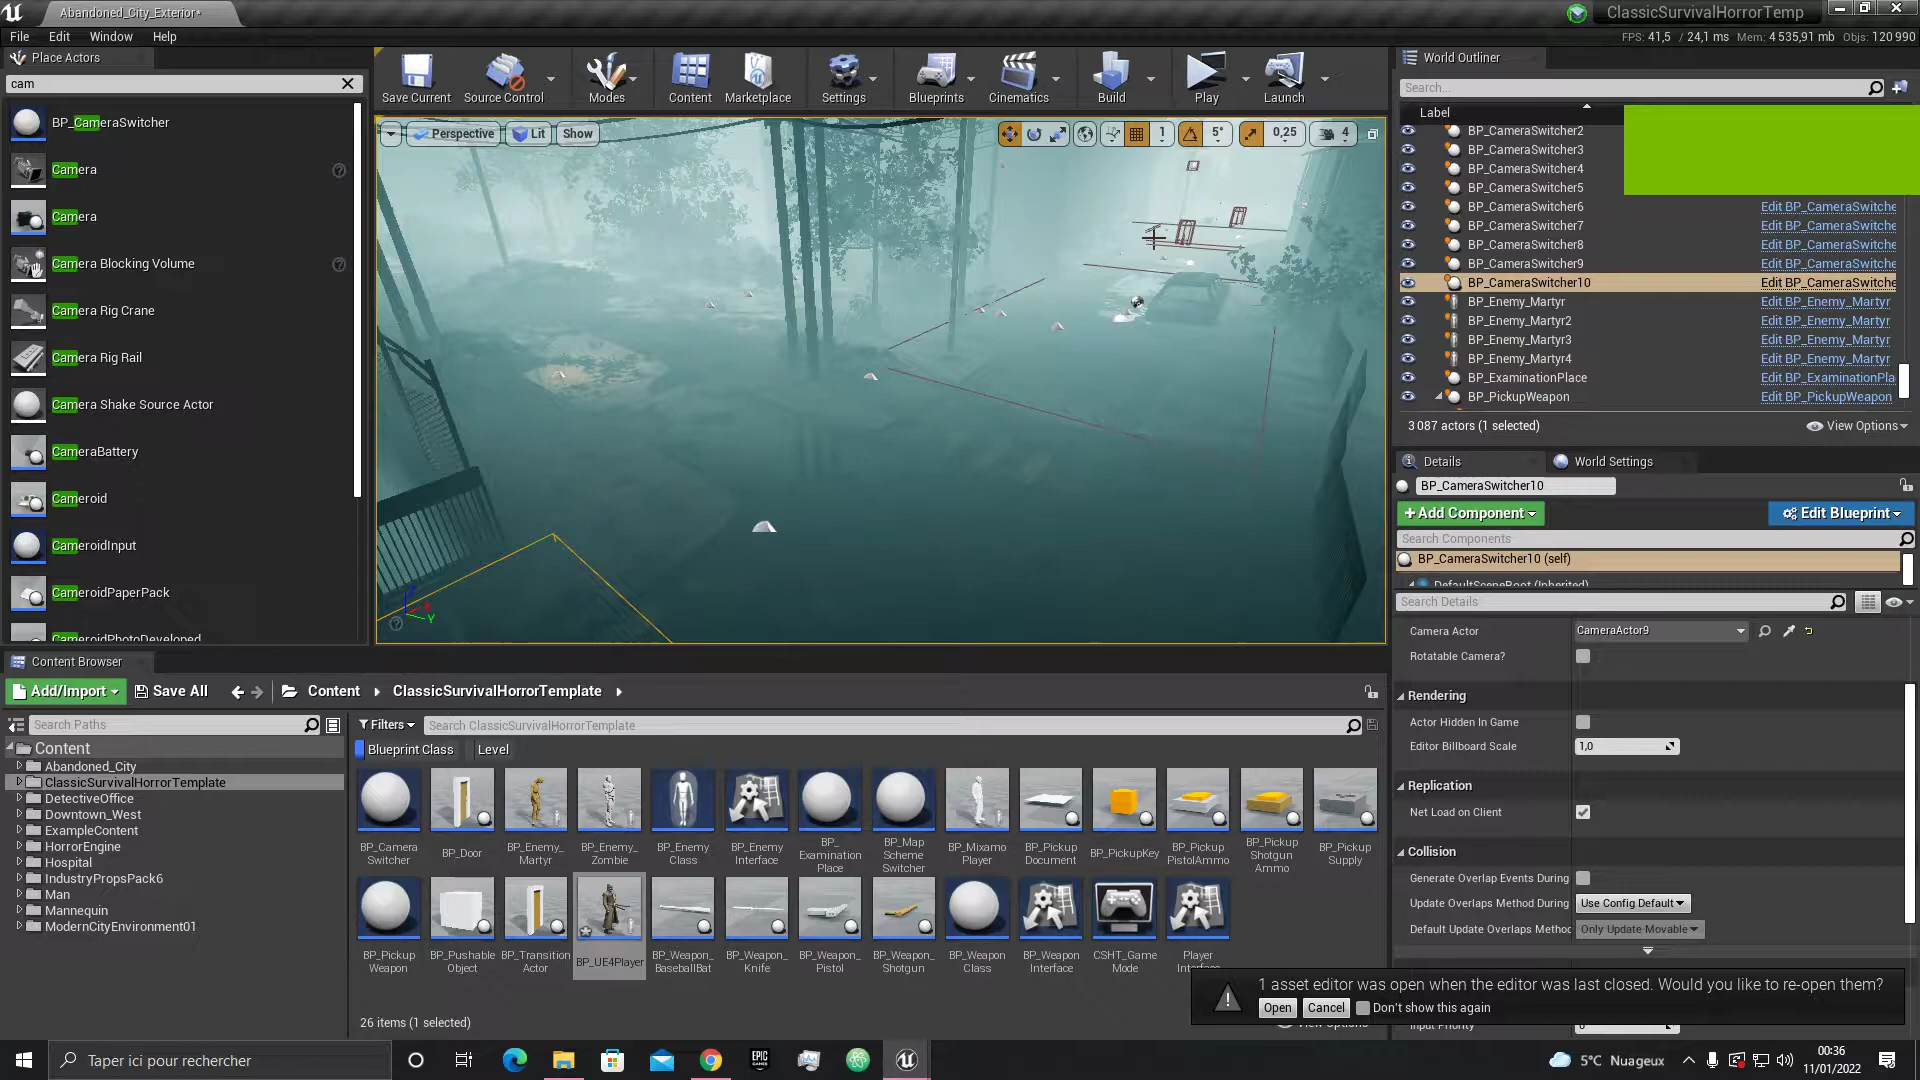 Abandoned_City_Exterior*
ClassicSurvivalHorrorTemp
File Edit Window Help
FPS: 41,5 / 24,1 ms Mem: 4 535,91 mb Objs: 120 990
Place Actors
cam
BP_CameraSwitcher
Camera
Camera
Camera Blocking Volume
Camera Rig Crane
Camera Rig Rail
Camera Shake Source Actor
CameraBattery
Cameroid
CameroidInput
CameroidPaperPack
CameroidPhotoDeveloped
Save Current
Source Control
Modes
Content
Marketplace
Settings
Blueprints
Cinematics
Build
Play
Launch
Perspective
Lit
Show
1
5°
0,25
4
X
Y
World Outliner
Search...
Label
BP_CameraSwitcher2
BP_CameraSwitcher3
BP_CameraSwitcher4
BP_CameraSwitcher5
BP_CameraSwitcher6 Edit BP_CameraSwitche
BP_CameraSwitcher7 Edit BP_CameraSwitche
BP_CameraSwitcher8 Edit BP_CameraSwitche
BP_CameraSwitcher9 Edit BP_CameraSwitche
BP_CameraSwitcher10 Edit BP_CameraSwitche
BP_Enemy_Martyr Edit BP_Enemy_Martyr
BP_Enemy_Martyr2 Edit BP_Enemy_Martyr
BP_Enemy_Martyr3 Edit BP_Enemy_Martyr
BP_Enemy_Martyr4 Edit BP_Enemy_Martyr
BP_ExaminationPlace Edit BP_ExaminationPla
BP_PickupWeapon Edit BP_PickupWeapon
3 087 actors (1 selected)
View Options
Details
World Settings
BP_CameraSwitcher10
+Add Component
Edit Blueprint
Search Components
BP_CameraSwitcher10 (self)
DefaultSceneRoot (Inherited)
Search Details
Camera Actor CameraActor9
Rotatable Camera?
Rendering
Actor Hidden In Game
Editor Billboard Scale 1,0
Replication
Net Load on Client
Collision
Generate Overlap Events During
Update Overlaps Method During Use Config Default
Default Update Overlaps Method Only Update Movable
Input Priority
Content Browser
Add/Import
Save All
Content
ClassicSurvivalHorrorTemplate
Search Paths
Content
Abandoned_City
ClassicSurvivalHorrorTemplate
DetectiveOffice
Downtown_West
ExampleContent
HorrorEngine
Hospital
IndustryPropsPack6
Man
Mannequin
ModernCityEnvironment01
Filters
Search ClassicSurvivalHorrorTemplate
Blueprint Class
Level
BP_Camera
Switcher
BP_Door
BP_Enemy_
Martyr
BP_Enemy_
Zombie
BP_Enemy
Class
BP_Enemy
Interface
BP_
Examination
Place
BP_Map
Scheme
Switcher
BP_Mixamo
Player
BP_Pickup
Document
BP_PickupKey
BP_Pickup
PistolAmmo
BP_Pickup
Shotgun
Ammo
BP_Pickup
Supply
BP_Pickup
Weapon
BP_Pushable
Object
BP_Transition
Actor
BP_UE4Player
BP_Weapon_
BaseballBat
BP_Weapon_
Knife
BP_Weapon_
Pistol
BP_Weapon_
Shotgun
BP_Weapon
Class
BP_Weapon
Interface
CSHT_Game
Mode
Player
Interface
26 items (1 selected)
View Options
1 asset editor was open when the editor was last closed. Would you like to re-open them?
Open
Cancel
Don't show this again
Taper ici pour rechercher
EPIC
GAMES
5°C Nuageux
00:36
11/01/2022